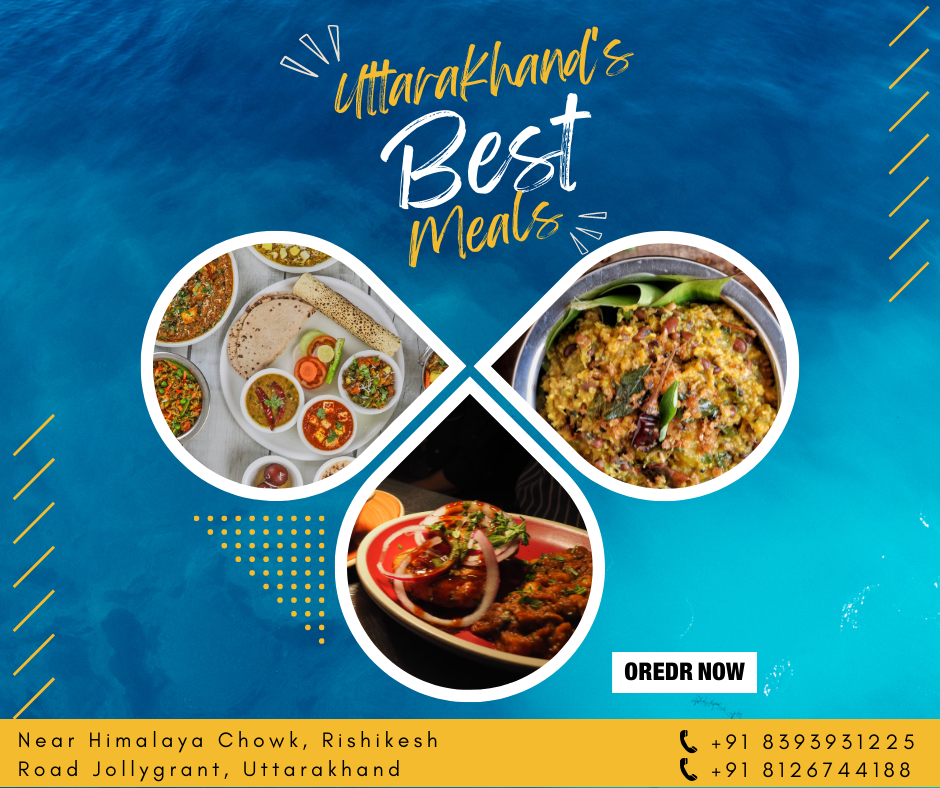 Uttarakhand's
Best
Meals
OREDR NOW
Near Himalaya Chowk, Rishikesh
Road Jollygrant, Uttarakhand
+91 8393931225
+91 8126744188